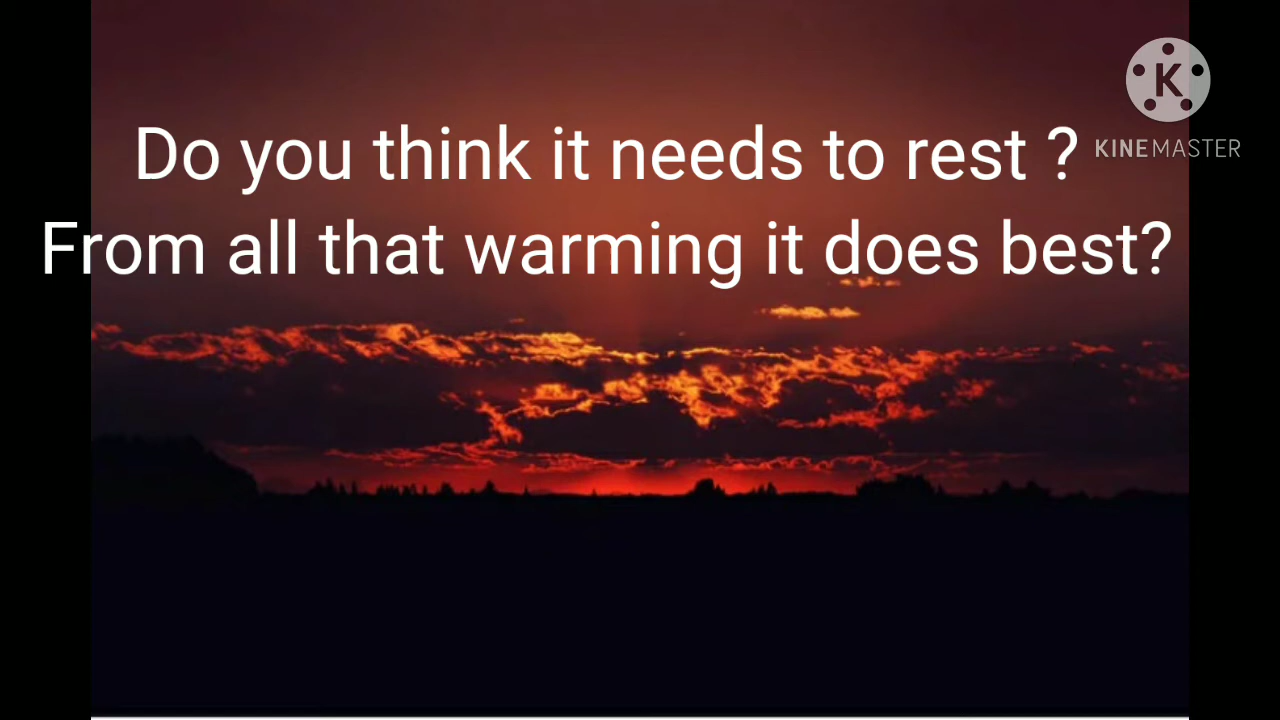 Do you think it needs to rest ?
From all that warming it does best?
K
KINEMASTER